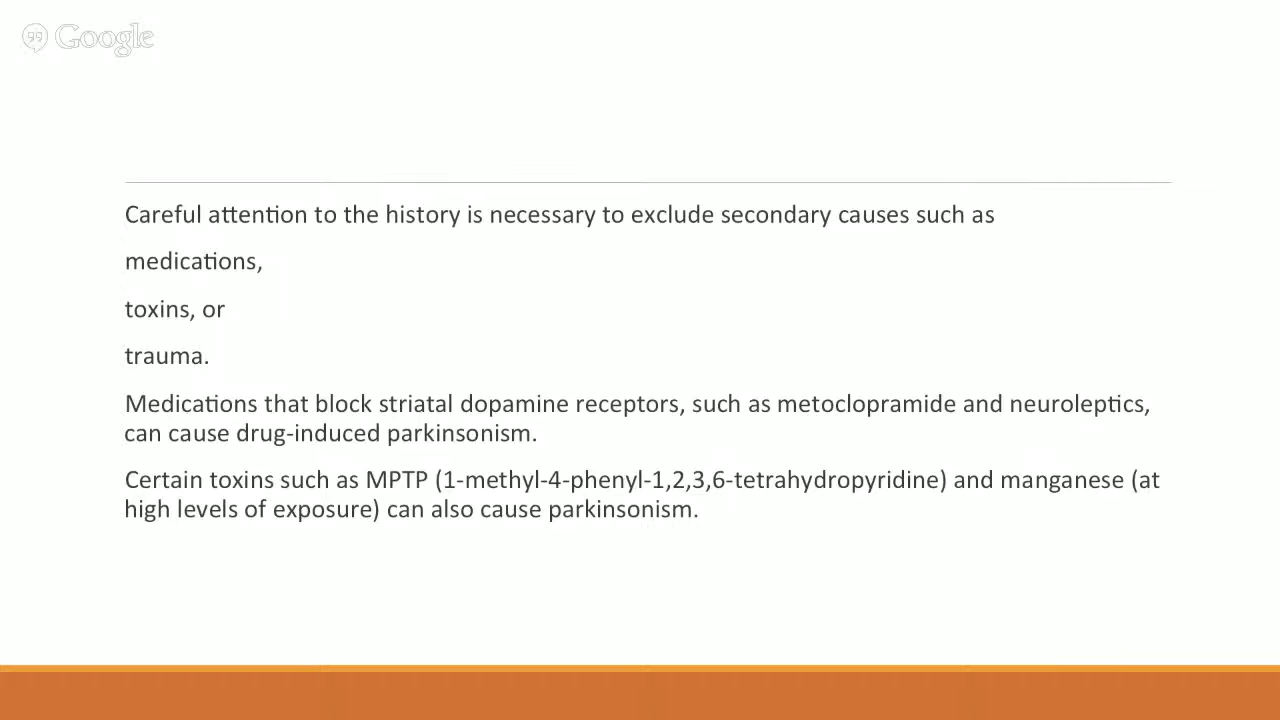 Google
Careful attention to the history is necessary to exclude secondary causes such as
medications,
toxins, or
trauma.
Medications that block striatal dopamine receptors, such as metoclopramide and neuroleptics,
can cause drug-induced parkinsonism.
Certain toxins such as MPTP (1-methyl-4-phenyl-1,2,3,6-tetrahydropyridine) and manganese (at
high levels of exposure) can also cause parkinsonism.